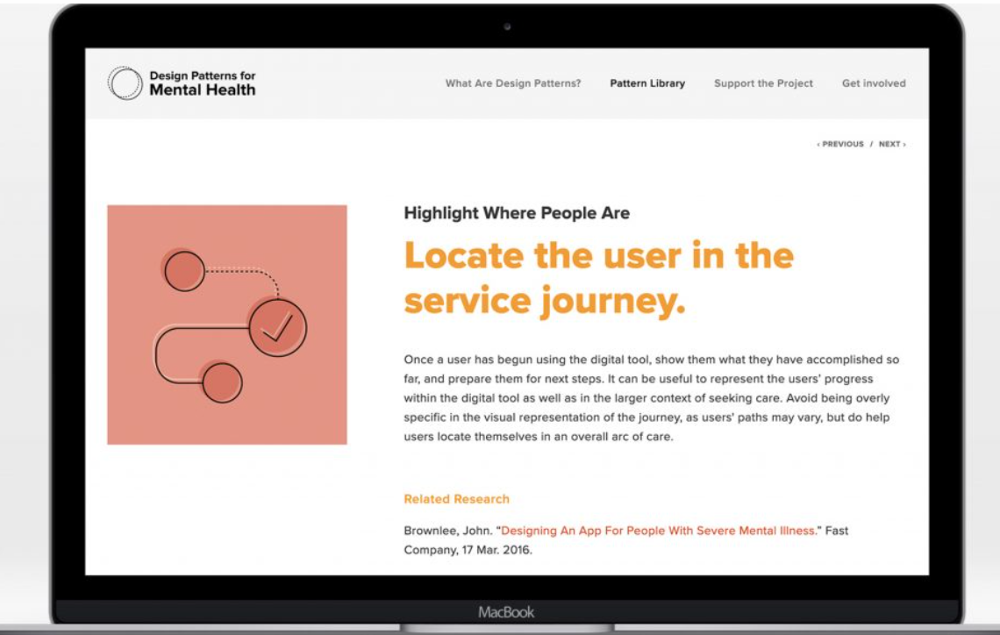 Design Patterns for
Mental Health
What Are Design Patterns?
Pattern Library
Support the Project
Get involved
‹ PREVIOUS / NEXT ›
Highlight Where People Are
Locate the user in the
service journey.
Once a user has begun using the digital tool, show them what they have accomplished so
far, and prepare them for next steps. It can be useful to represent the users' progress
within the digital tool as well as in the larger context of seeking care. Avoid being overly
specific in the visual representation of the journey, as users' paths may vary, but do help
users locate themselves in an overall arc of care.
Related Research
Brownlee, John. “Designing An App For People With Severe Mental Illness.” Fast
Company, 17 Mar. 2016.
MacBook